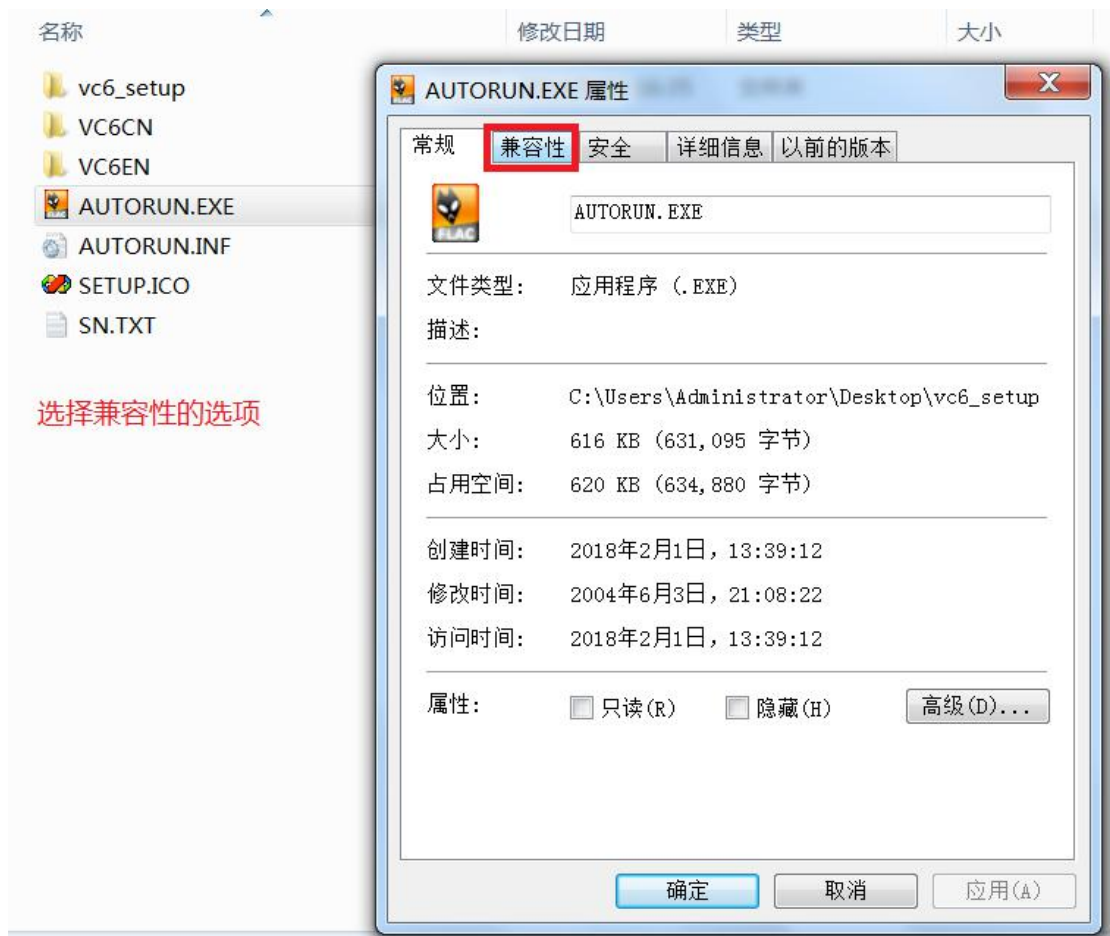 名称 修改日期 类型 大小
vc6_setup
VC6CN
VC6EN
AUTORUN.EXE
AUTORUN.INF
SETUP.ICO
SN.TXT
选择兼容性的选项
AUTORUN.EXE 属性
常规 兼容性 安全 详细信息 以前的版本
FLAC
AUTORUN.EXE
文件类型: 应用程序 (.EXE)
描述:
位置: C:\Users\Administrator\Desktop\vc6_setup
大小: 616 KB (631,095 字节)
占用空间: 620 KB (634,880 字节)
创建时间: 2018年2月1日，13:39:12
修改时间: 2004年6月3日，21:08:22
访问时间: 2018年2月1日，13:39:12
属性: 只读(R) 隐藏(H) 高级(D)...
确定 取消 应用(A)